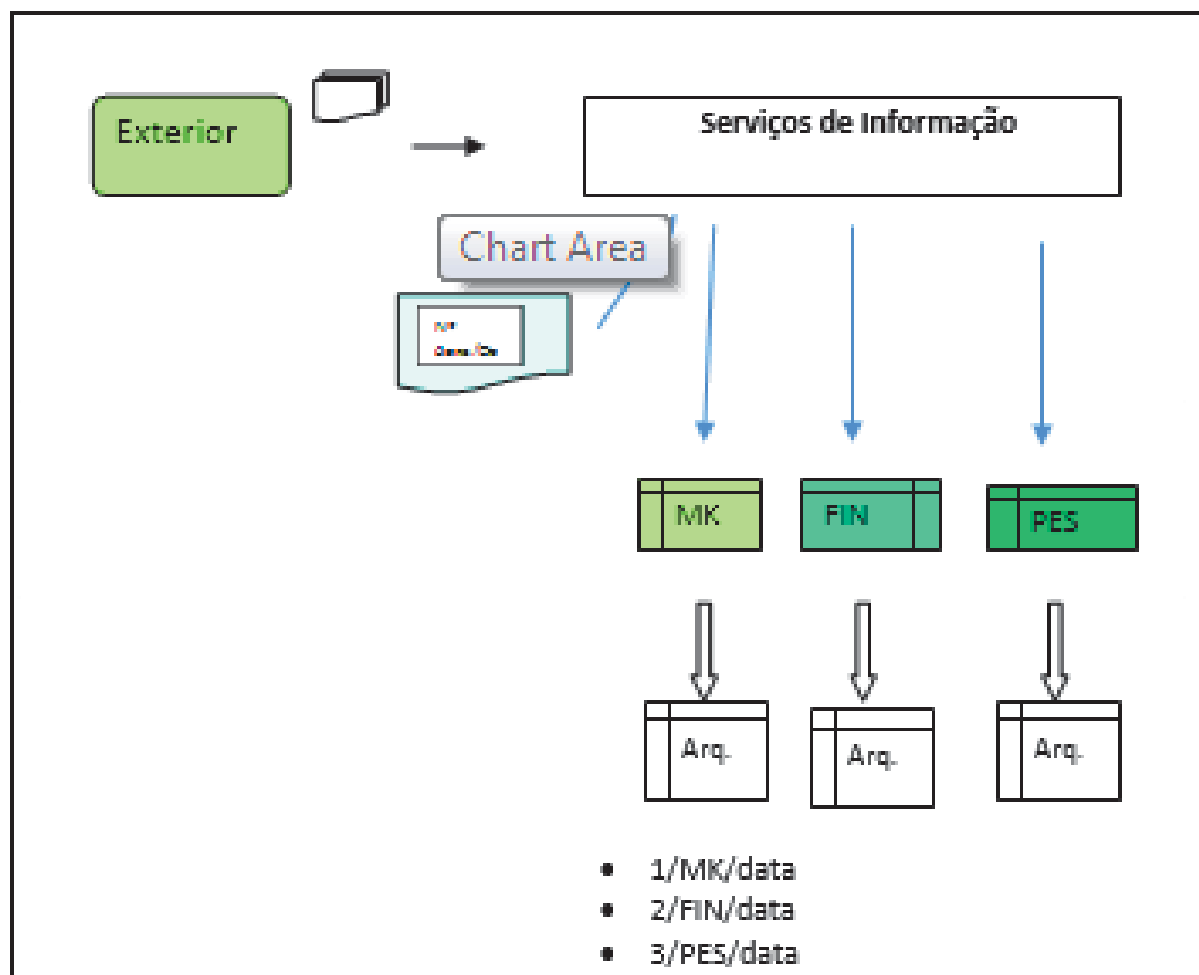 Exterior
Serviços de Informação
Chart Area
MK
FIN
PES
Arq.
Arq.
Arq.
• 1/MK/data
• 2/FIN/data
• 3/PES/data